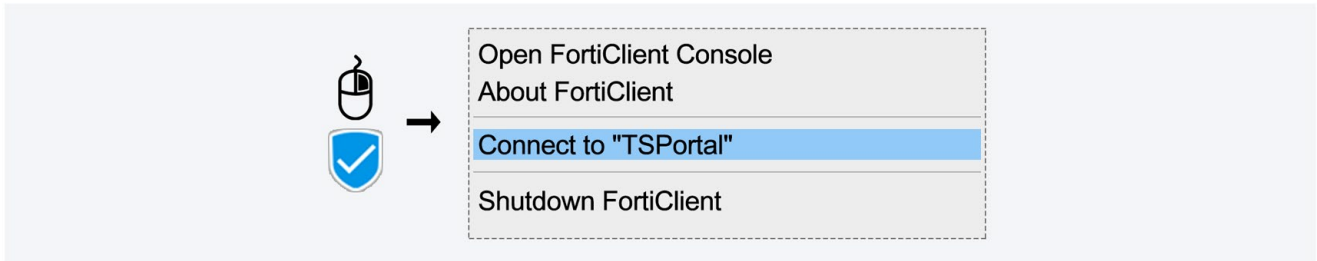 Open FortiClient Console
About FortiClient
Connect to "TSPortal"
Shutdown FortiClient